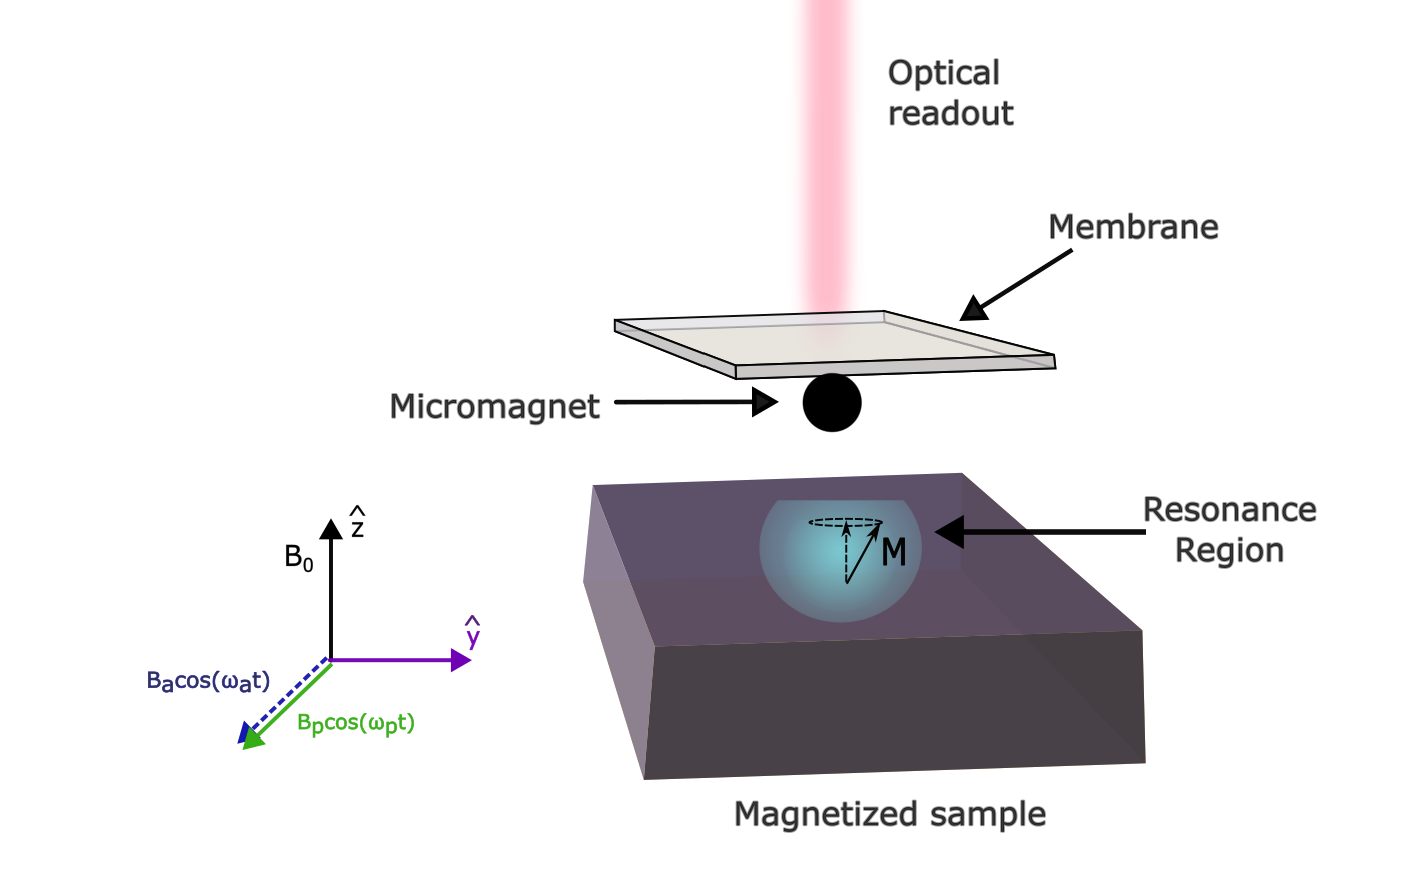 Optical
readout
Membrane
Micromagnet
Resonance
Region
M
ẑ
B₀
ŷ
Bₐcos(ωₐt)
Bₚcos(ωₚt)
Magnetized sample